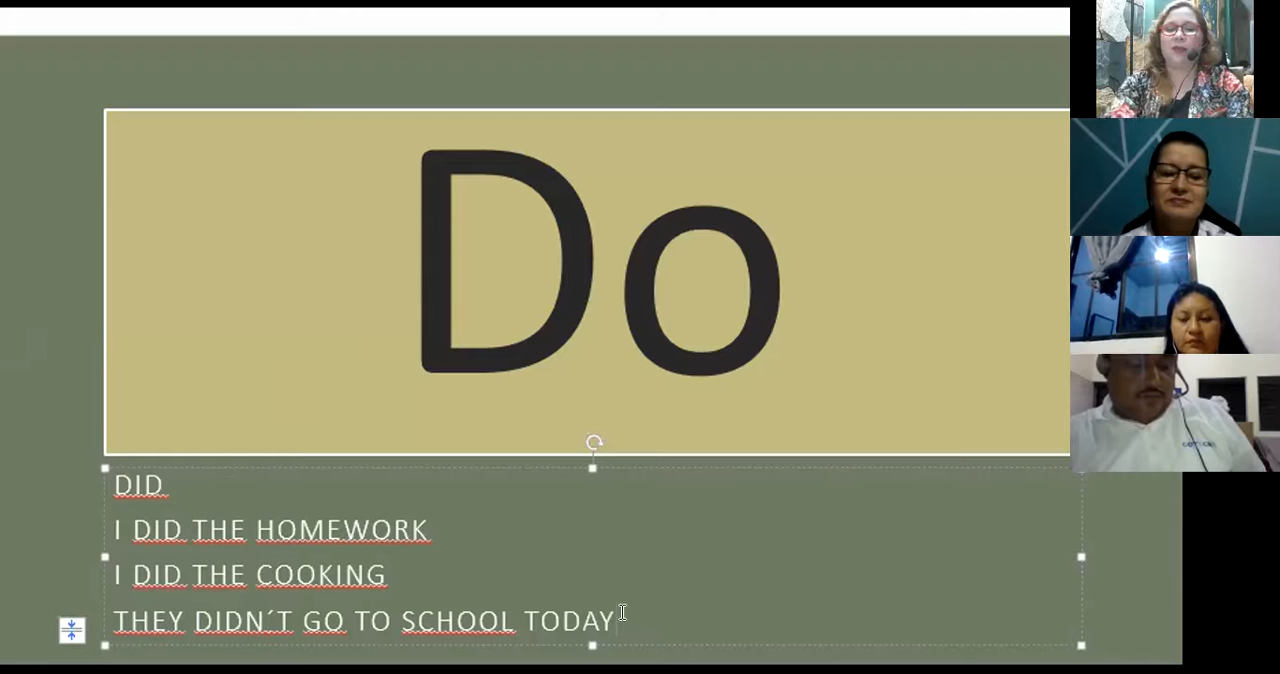 Do
DID
I DID THE HOMEWORK
I DID THE COOKING
THEY DIDN´T GO TO SCHOOL TODAY